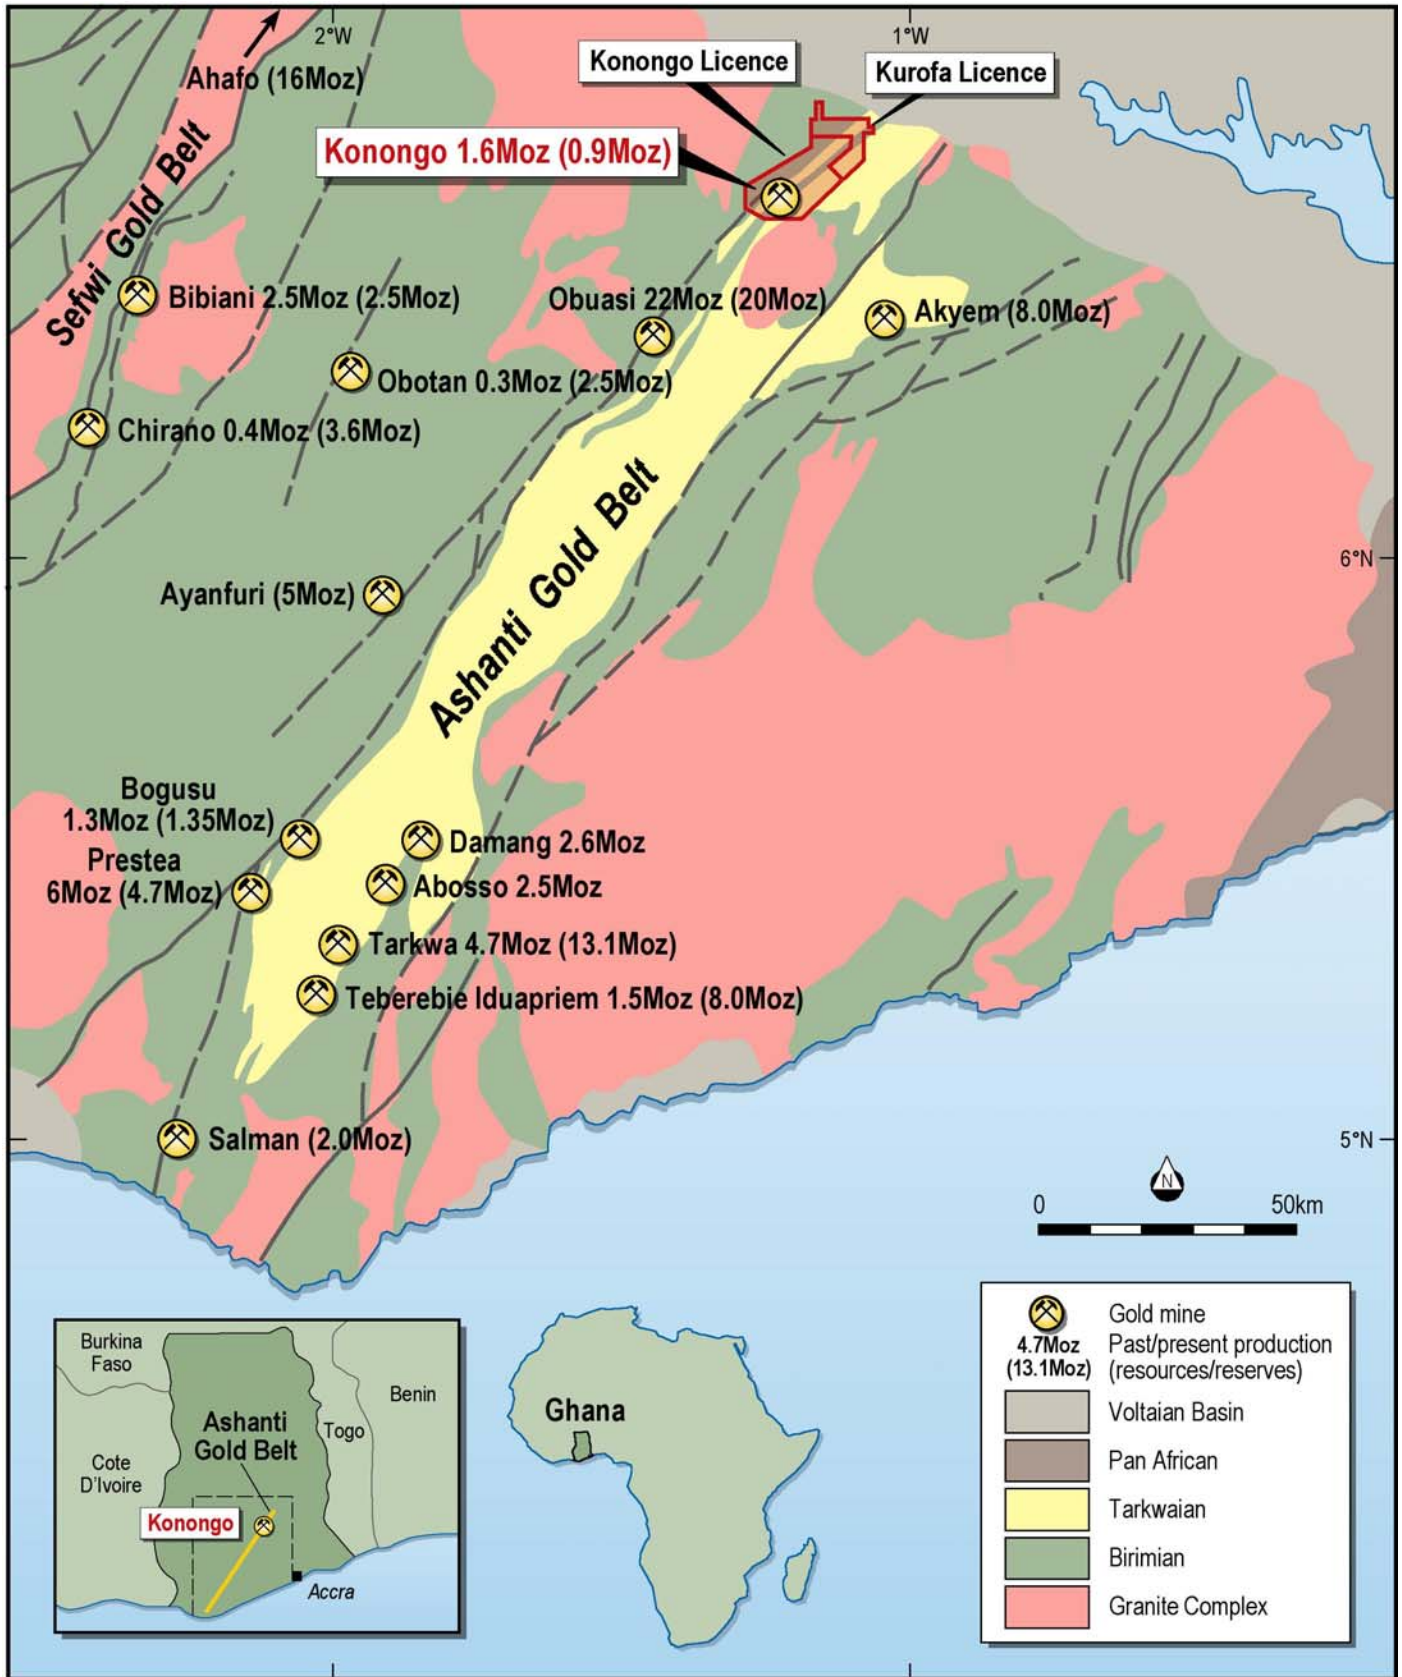 2°W
1°W
Ahafo (16Moz)
Konongo Licence
Kurofa Licence
Konongo 1.6Moz (0.9Moz)
Sefwi Gold Belt
Bibiani 2.5Moz (2.5Moz)
Obuasi 22Moz (20Moz)
Akyem (8.0Moz)
Obotan 0.3Moz (2.5Moz)
Chirano 0.4Moz (3.6Moz)
Ashanti Gold Belt
6°N
Ayanfuri (5Moz)
Bogusu
1.3Moz (1.35Moz)
Prestea
6Moz (4.7Moz)
Damang 2.6Moz
Abosso 2.5Moz
Tarkwa 4.7Moz (13.1Moz)
Teberebie Iduapriem 1.5Moz (8.0Moz)
Salman (2.0Moz)
5°N
N
0
50km
Burkina
Faso
Benin
Ashanti
Gold Belt
Togo
Cote
D'Ivoire
Konongo
Accra
Ghana
Gold mine
4.7Moz
(13.1Moz)
Past/present production
(resources/reserves)
Voltaian Basin
Pan African
Tarkwaian
Birimian
Granite Complex